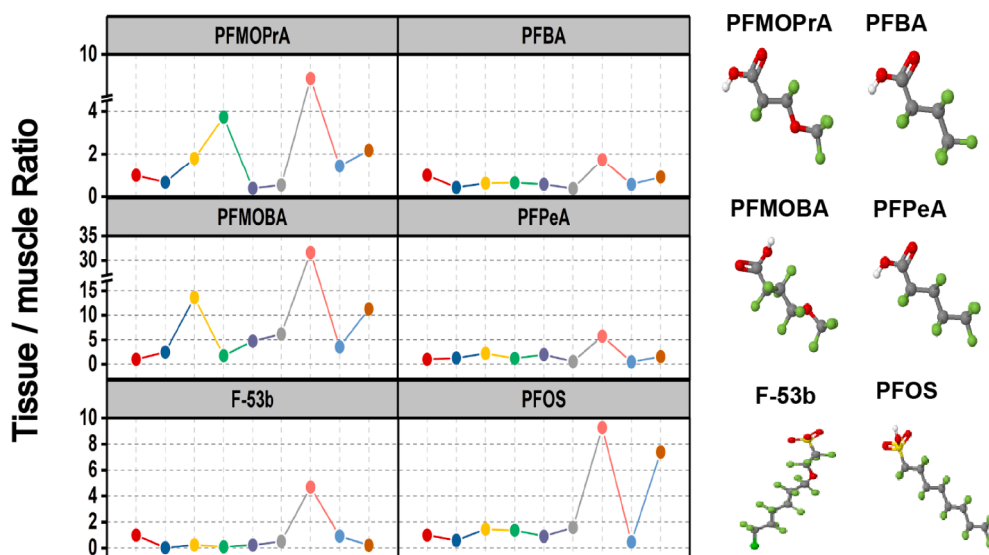 PFMOPrA PFBA
10
4
2
0
PFMOBA PFPeA
35
30
15
10
5
0
F-53b PFOS
10
8
6
4
2
0
Tissue / muscle Ratio
PFMOPrA PFBA
PFMOBA PFPeA
F-53b PFOS